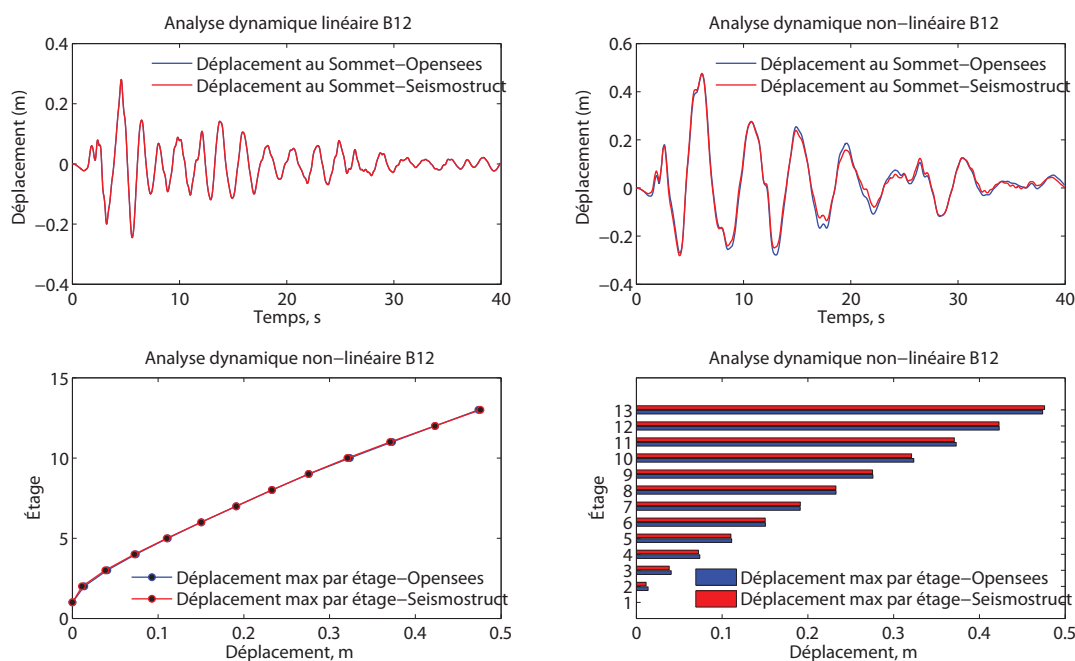 Analyse dynamique linéaire B12
0.4
0.2
0
−0.2
−0.4
0
10
20
30
40
Déplacement (m)
Temps, s
Déplacement au Sommet−Opensees
Déplacement au Sommet−Seismostruct
Analyse dynamique non−linéaire B12
0.6
0.4
0.2
0
−0.2
−0.4
0
10
20
30
40
Déplacement (m)
Temps, s
Déplacement au Sommet−Opensees
Déplacement au Sommet−Seismostruct
Analyse dynamique non−linéaire B12
15
10
5
0
0
0.1
0.2
0.3
0.4
0.5
Étage
Déplacement, m
Déplacement max par étage−Opensees
Déplacement max par étage−Seismostruct
Analyse dynamique non−linéaire B12
13
12
11
10
9
8
7
6
5
4
3
2
1
0
0.1
0.2
0.3
0.4
0.5
Étage
Déplacement, m
Déplacement max par étage−Opensees
Déplacement max par étage−Seismostruct